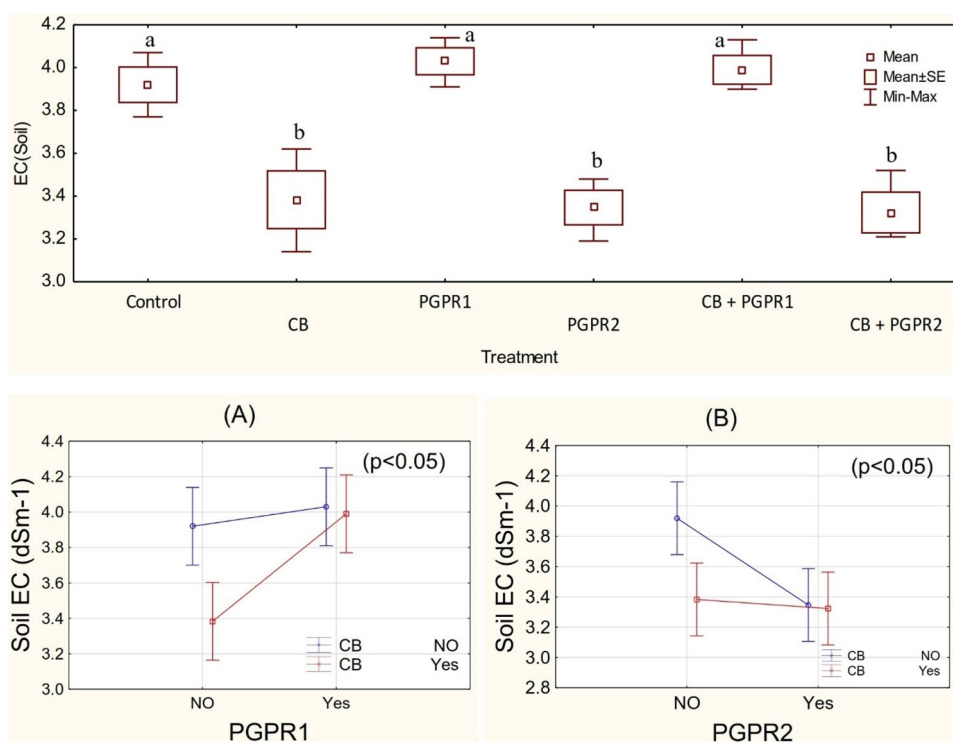 4.2
4.0
3.8
3.6
3.4
3.2
3.0
EC(Soil)
a
b
a
b
a
b
Mean
Mean±SE
Min-Max
Control
CB
PGPR1
PGPR2
CB + PGPR1
CB + PGPR2
Treatment
(A)
(p<0.05)
4.4
4.2
4.0
3.8
3.6
3.4
3.2
3.0
Soil EC (dSm-1)
CB NO
CB Yes
NO Yes
PGPR1
(B)
(p<0.05)
4.4
4.2
4.0
3.8
3.6
3.4
3.2
3.0
2.8
Soil EC (dSm-1)
CB NO
CB Yes
NO Yes
PGPR2